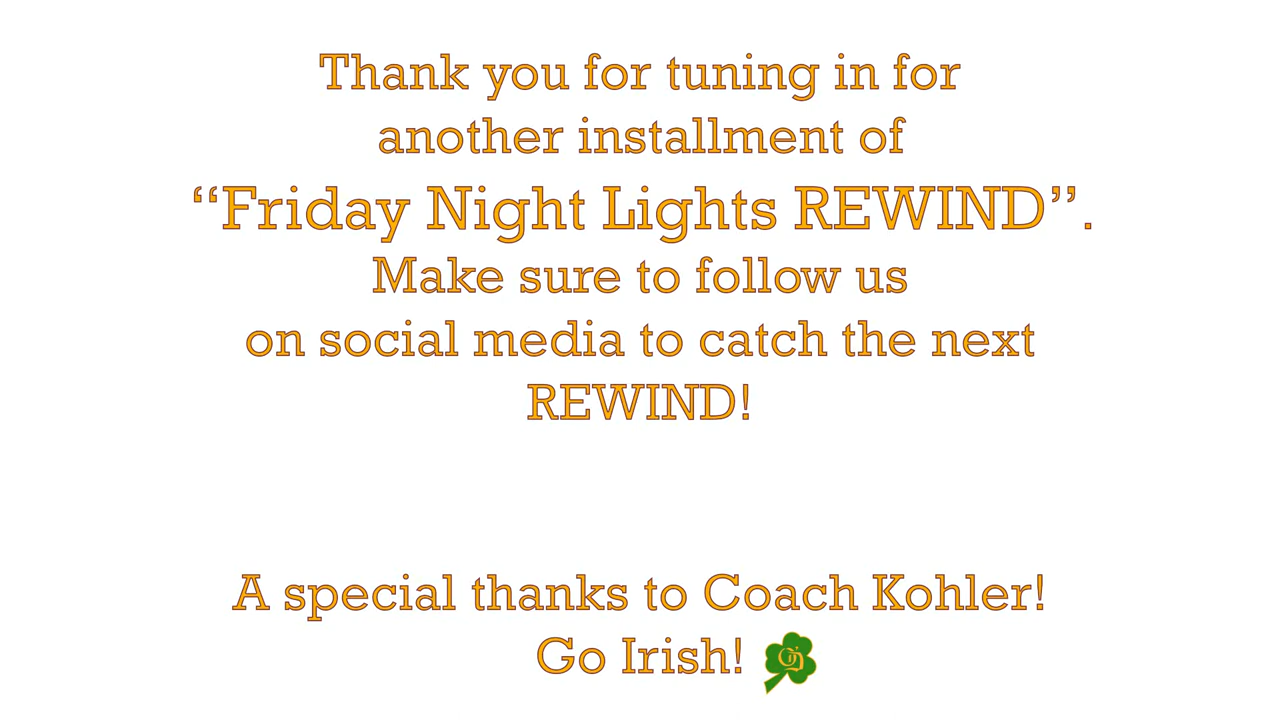 Thank you for tuning in for
another installment of
“Friday Night Lights REWIND”.
Make sure to follow us
on social media to catch the next
REWIND!
A special thanks to Coach Kohler!
Go Irish!